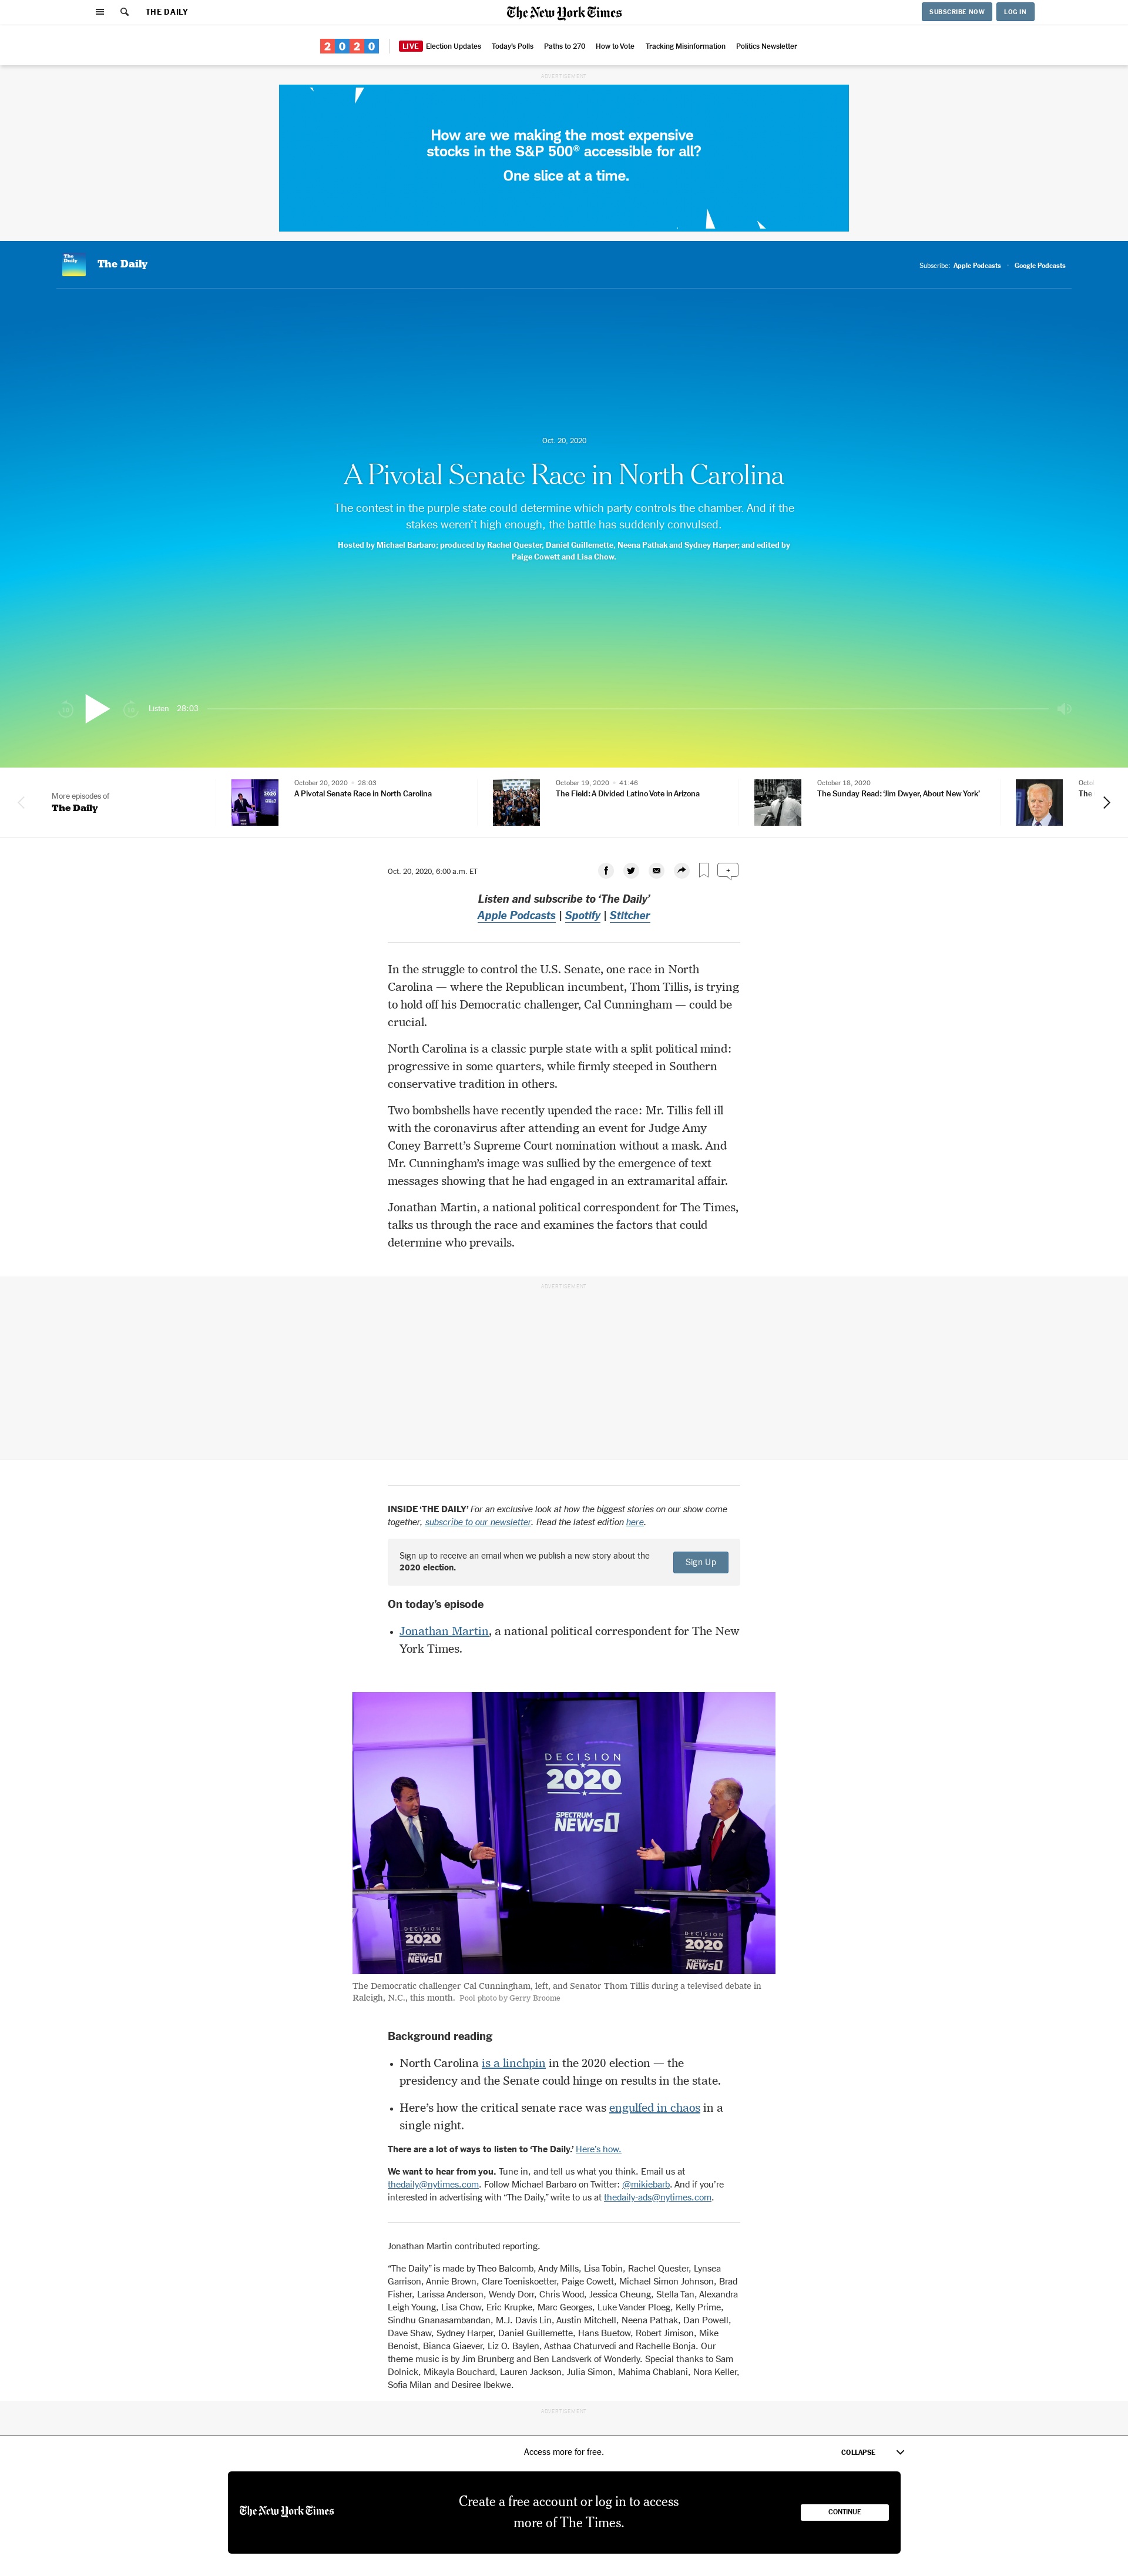 THE DAILY
The New York Times
SUBSCRIBE NOW
LOG IN
2020
LIVE Election Updates
Today's Polls
Paths to 270
How to Vote
Tracking Misinformation
Politics Newsletter
ADVERTISEMENT
How are we making the most expensive
stocks in the S&P 500® accessible for all?
One slice at a time.
The Daily
The Daily
Subscribe: Apple Podcasts
Google Podcasts
Oct. 20, 2020
A Pivotal Senate Race in North Carolina
The contest in the purple state could determine which party controls the chamber. And if the
stakes weren't high enough, the battle has suddenly convulsed.
Hosted by Michael Barbaro; produced by Rachel Quester, Daniel Guillemette, Neena Pathak and Sydney Harper; and edited by
Paige Cowett and Lisa Chow.
Listen 28:03
More episodes of
The Daily
October 20, 2020 • 28:03
A Pivotal Senate Race in North Carolina
October 19, 2020 • 41:46
The Field: A Divided Latino Vote in Arizona
October 18, 2020
The Sunday Read: 'Jim Dwyer, About New York'
The
Oct. 20, 2020, 6:00 a.m. ET
Listen and subscribe to 'The Daily'
Apple Podcasts | Spotify | Stitcher
In the struggle to control the U.S. Senate, one race in North
Carolina — where the Republican incumbent, Thom Tillis, is trying
to hold off his Democratic challenger, Cal Cunningham — could be
crucial.
North Carolina is a classic purple state with a split political mind:
progressive in some quarters, while firmly steeped in Southern
conservative tradition in others.
Two bombshells have recently upended the race: Mr. Tillis fell ill
with the coronavirus after attending an event for Judge Amy
Coney Barrett's Supreme Court nomination without a mask. And
Mr. Cunningham's image was sullied by the emergence of text
messages showing that he had engaged in an extramarital affair.
Jonathan Martin, a national political correspondent for The Times,
talks us through the race and examines the factors that could
determine who prevails.
ADVERTISEMENT
INSIDE 'THE DAILY' For an exclusive look at how the biggest stories on our show come
together, subscribe to our newsletter. Read the latest edition here.
Sign up to receive an email when we publish a new story about the
2020 election.
Sign Up
On today's episode
• Jonathan Martin, a national political correspondent for The New
York Times.
DECISION
2020
SPECTRUM
NEWS1
DECISION
2020
SPECTRUM
NEWS1
DECISION
2020
SPECTRUM
NEWS1
The Democratic challenger Cal Cunningham, left, and Senator Thom Tillis during a televised debate in
Raleigh, N.C., this month. Pool photo by Gerry Broome
Background reading
• North Carolina is a linchpin in the 2020 election — the
presidency and the Senate could hinge on results in the state.
• Here's how the critical senate race was engulfed in chaos in a
single night.
There are a lot of ways to listen to 'The Daily.' Here's how.
We want to hear from you. Tune in, and tell us what you think. Email us at
thedaily@nytimes.com. Follow Michael Barbaro on Twitter: @mikiebarb. And if you're
interested in advertising with "The Daily," write to us at thedaily-ads@nytimes.com.
Jonathan Martin contributed reporting.
"The Daily" is made by Theo Balcomb, Andy Mills, Lisa Tobin, Rachel Quester, Lynsea
Garrison, Annie Brown, Clare Toeniskoetter, Paige Cowett, Michael Simon Johnson, Brad
Fisher, Larissa Anderson, Wendy Dorr, Chris Wood, Jessica Cheung, Stella Tan, Alexandra
Leigh Young, Lisa Chow, Eric Krupke, Marc Georges, Luke Vander Ploeg, Kelly Prime,
Sindhu Gnanasambandan, M.J. Davis Lin, Austin Mitchell, Neena Pathak, Dan Powell,
Dave Shaw, Sydney Harper, Daniel Guillemette, Hans Buetow, Robert Jimison, Mike
Benoist, Bianca Giaever, Liz O. Baylen, Asthaa Chaturvedi and Rachelle Bonja. Our
theme music is by Jim Brunberg and Ben Landsverk of Wonderly. Special thanks to Sam
Dolnick, Mikayla Bouchard, Lauren Jackson, Julia Simon, Mahima Chablani, Nora Keller,
Sofia Milan and Desiree Ibekwe.
ADVERTISEMENT
Access more for free.
COLLAPSE
The New York Times
Create a free account or log in to access
more of The Times.
CONTINUE